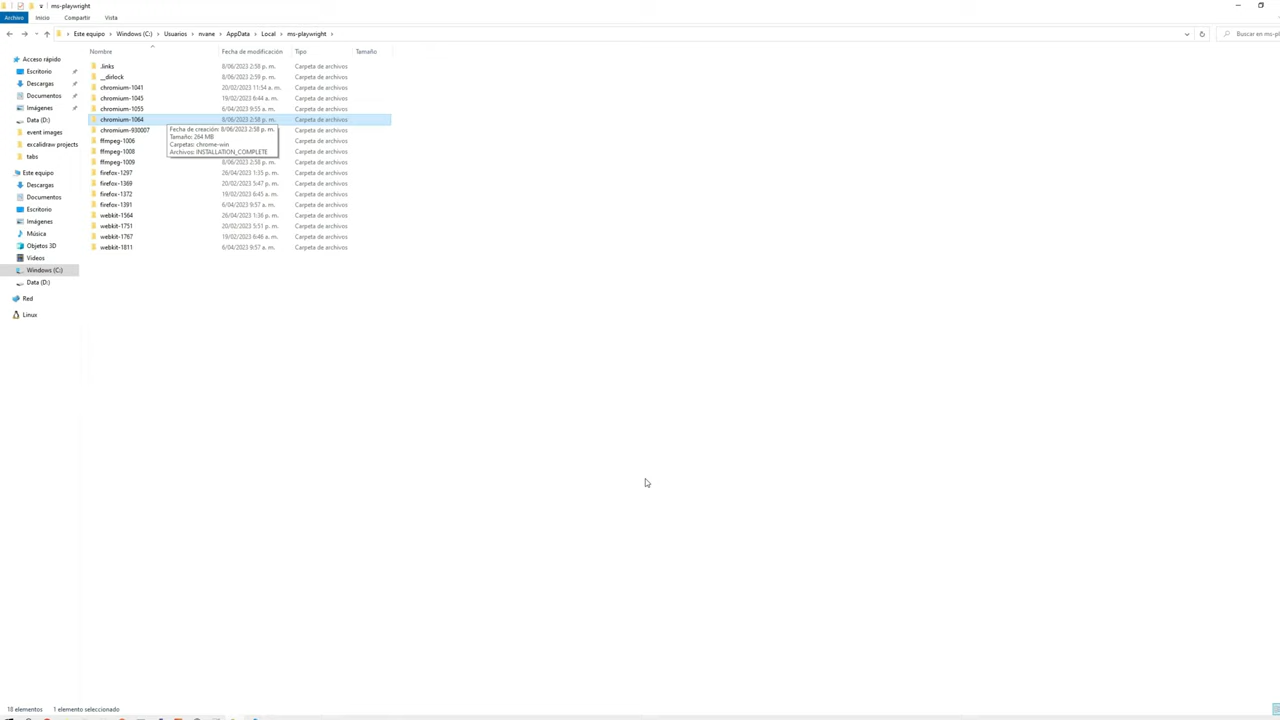 ms-playwright
Archivo Inicio Compartir Vista
Este equipo › Windows (C:) › Usuarios › nvane › AppData › Local › ms-playwright ›
Buscar en ms-pl
Nombre Fecha de modificación Tipo Tamaño
.links 8/06/2023 2:58 p. m. Carpeta de archivos
__dirlock 8/06/2023 2:59 p. m. Carpeta de archivos
chromium-1041 20/02/2023 11:54 a. m. Carpeta de archivos
chromium-1045 19/02/2023 6:44 a. m. Carpeta de archivos
chromium-1055 6/04/2023 9:55 a. m. Carpeta de archivos
chromium-1064 8/06/2023 2:58 p. m. Carpeta de archivos
chromium-930007 Carpeta de archivos
ffmpeg-1006 Carpeta de archivos
ffmpeg-1008 Carpeta de archivos
ffmpeg-1009 8/06/2023 2:58 p. m. Carpeta de archivos
firefox-1297 26/04/2023 1:35 p. m. Carpeta de archivos
firefox-1369 20/02/2023 5:47 p. m. Carpeta de archivos
firefox-1372 19/02/2023 6:45 a. m. Carpeta de archivos
firefox-1391 6/04/2023 9:57 a. m. Carpeta de archivos
webkit-1564 26/04/2023 1:36 p. m. Carpeta de archivos
webkit-1751 20/02/2023 5:51 p. m. Carpeta de archivos
webkit-1767 19/02/2023 6:46 a. m. Carpeta de archivos
webkit-1811 6/04/2023 9:57 a. m. Carpeta de archivos
Fecha de creación: 8/06/2023 2:58 p. m.
Tamaño: 264 MB
Carpetas: chrome-win
Archivos: INSTALLATION_COMPLETE
Acceso rápido
Escritorio
Descargas
Documentos
Imágenes
Data (D:)
event images
excalidraw projects
tabs
Este equipo
Descargas
Documentos
Escritorio
Imágenes
Música
Objetos 3D
Videos
Windows (C:)
Data (D:)
Red
Linux
18 elementos 1 elemento seleccionado